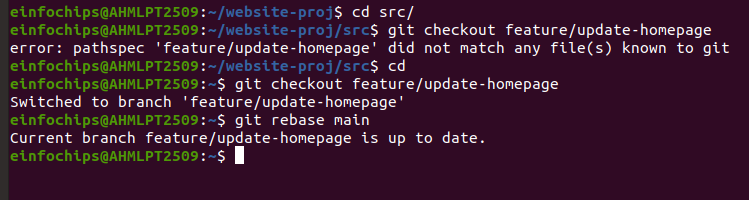 einfochips@AHMLPT2509:~/website-proj$ cd src/
einfochips@AHMLPT2509:~/website-proj/src$ git checkout feature/update-homepage
error: pathspec 'feature/update-homepage' did not match any file(s) known to git
einfochips@AHMLPT2509:~/website-proj/src$ cd
einfochips@AHMLPT2509:~$ git checkout feature/update-homepage
Switched to branch 'feature/update-homepage'
einfochips@AHMLPT2509:~$ git rebase main
Current branch feature/update-homepage is up to date.
einfochips@AHMLPT2509:~$